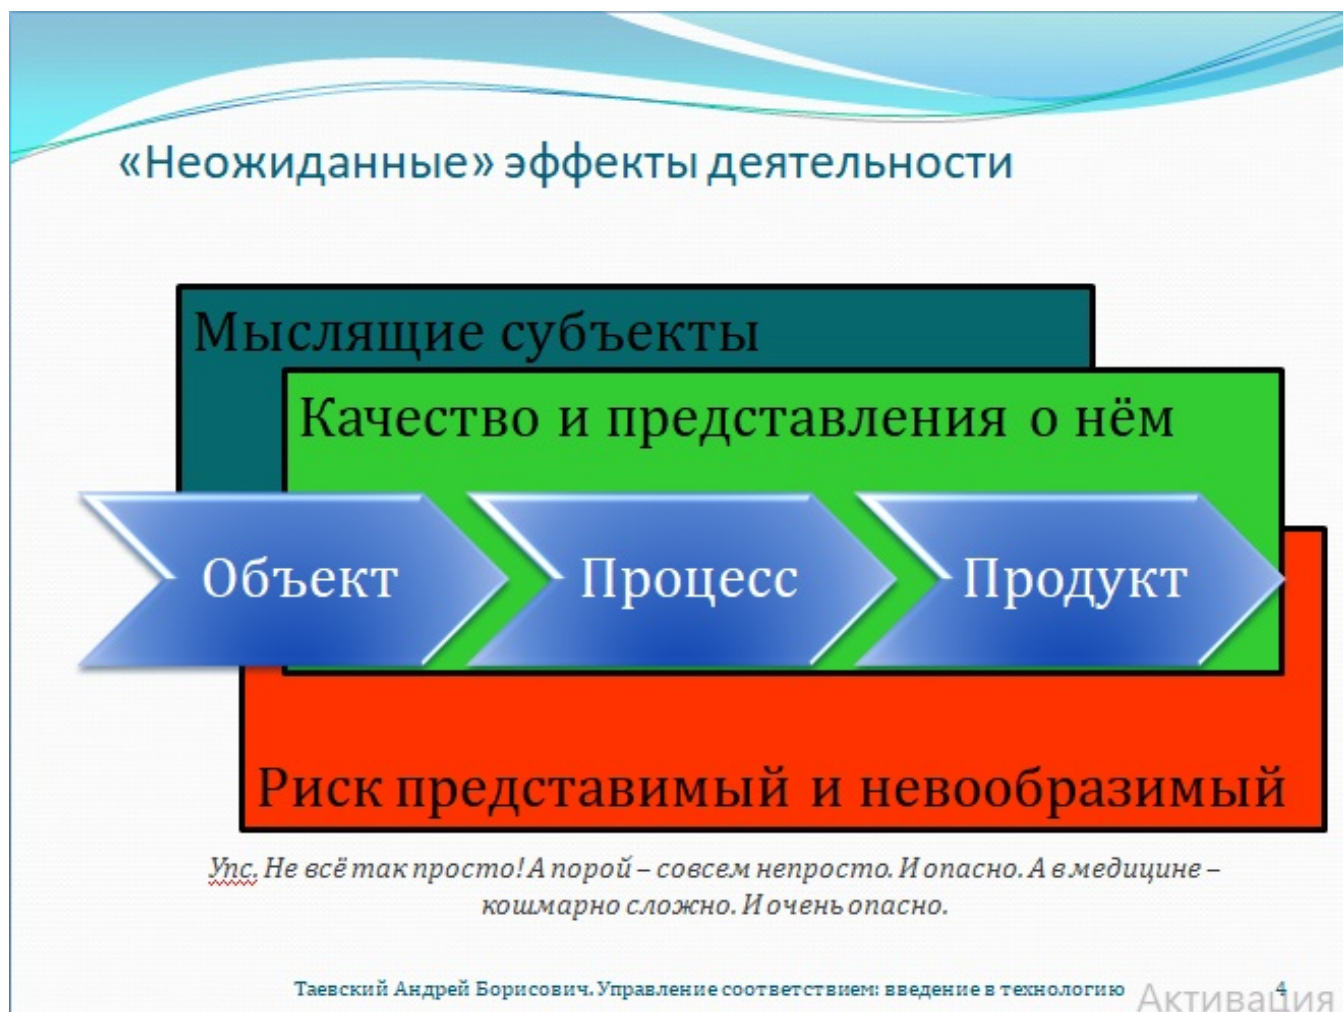 «Неожиданные» эффекты деятельности
Мыслящие субъекты
Качество и представления о нём
Объект
Процесс
Продукт
Риск представимый и невообразимый
Упс. Не всё так просто! А порой – совсем непросто. И опасно. А в медицине –
кошмарно сложно. И очень опасно.
Таевский Андрей Борисович. Управление соответствием: введение в технологию
4
Активация